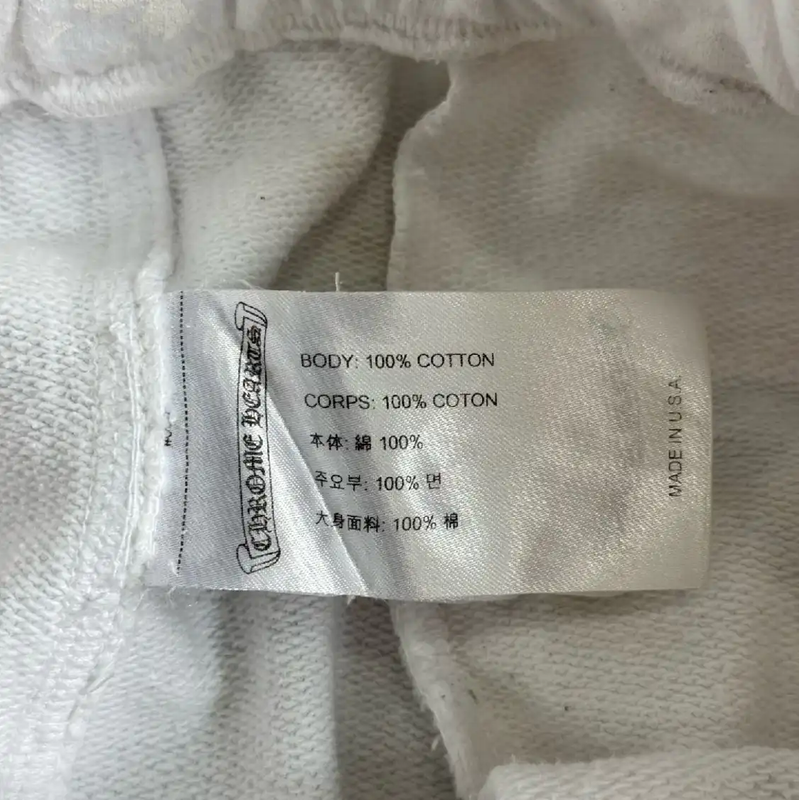 CHROME HEARTS
BODY: 100% COTTON
CORPS: 100% COTON
本体: 綿 100%
주요부: 100% 면
大身面料: 100% 棉
MADE IN U.S.A.